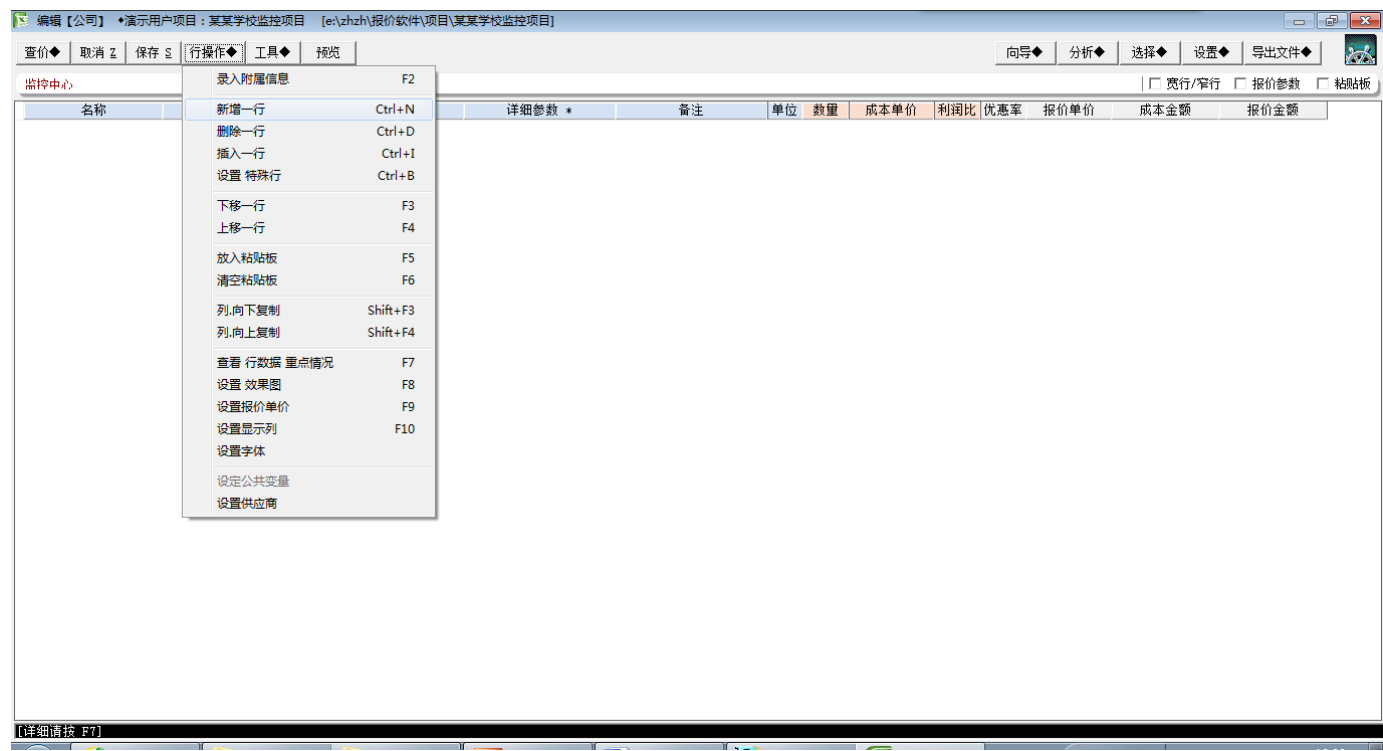 编辑【公司】 ◆演示用户项目：某某学校监控项目 [e:\zhzh\报价软件\项目\某某学校监控项目]
查价◆ 取消 Z 保存 S 行操作◆ 工具◆ 预览 向导◆ 分析◆ 选择◆ 设置◆ 导出文件◆
监控中心 宽行/窄行 报价参数 粘贴板
名称 详细参数 * 备注 单位 数量 成本单价 利润比 优惠率 报价单价 成本金额 报价金额
录入附属信息 F2
新增一行 Ctrl+N
删除一行 Ctrl+D
插入一行 Ctrl+I
设置 特殊行 Ctrl+B
下移一行 F3
上移一行 F4
放入粘贴板 F5
清空粘贴板 F6
列.向下复制 Shift+F3
列.向上复制 Shift+F4
查看 行数据 重点情况 F7
设置 效果图 F8
设置报价单价 F9
设置显示列 F10
设置字体
设定公共变量
设置供应商
[详细请按 F7]